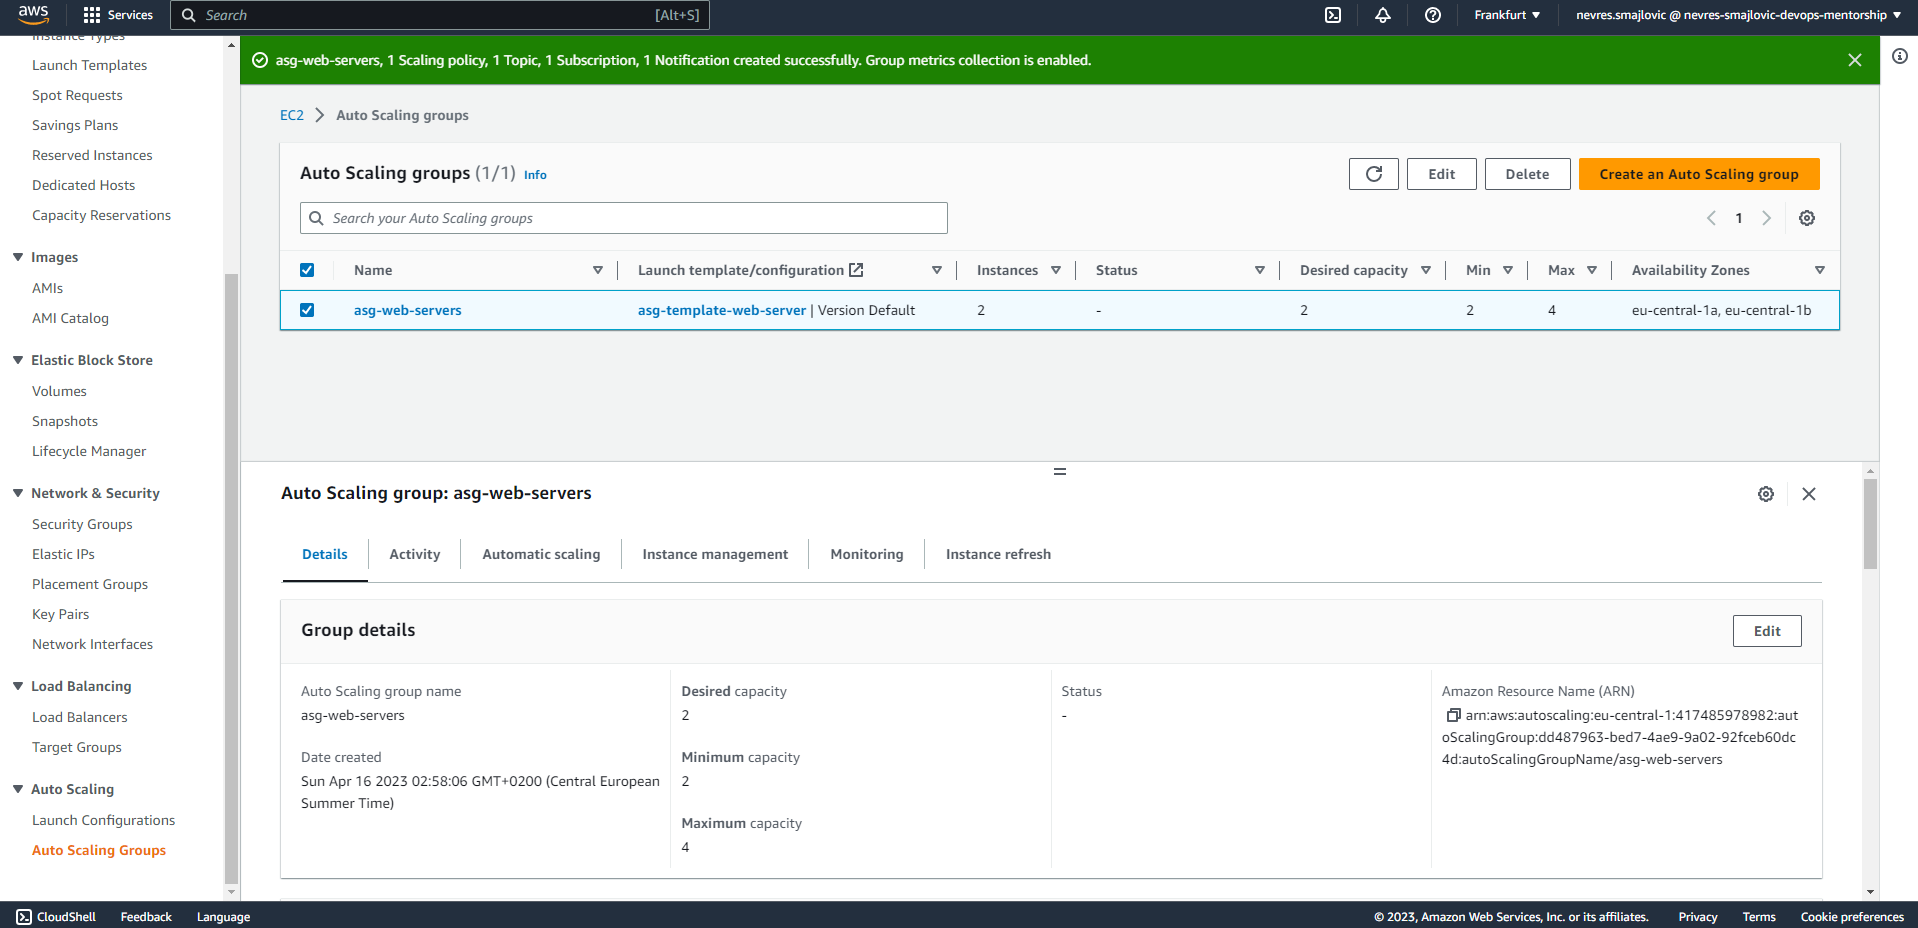 aws
Services
Search [Alt+S]
Frankfurt
nevres.smajlovic @ nevres-smajlovic-devops-mentorship
Instance Types
Launch Templates
Spot Requests
Savings Plans
Reserved Instances
Dedicated Hosts
Capacity Reservations
Images
AMIs
AMI Catalog
Elastic Block Store
Volumes
Snapshots
Lifecycle Manager
Network & Security
Security Groups
Elastic IPs
Placement Groups
Key Pairs
Network Interfaces
Load Balancing
Load Balancers
Target Groups
Auto Scaling
Launch Configurations
Auto Scaling Groups
asg-web-servers, 1 Scaling policy, 1 Topic, 1 Subscription, 1 Notification created successfully. Group metrics collection is enabled.
EC2 > Auto Scaling groups
Auto Scaling groups (1/1) Info
Edit
Delete
Create an Auto Scaling group
Search your Auto Scaling groups
1
Name Launch template/configuration Instances Status Desired capacity Min Max Availability Zones
asg-web-servers asg-template-web-server | Version Default 2 - 2 2 4 eu-central-1a, eu-central-1b
Auto Scaling group: asg-web-servers
Details Activity Automatic scaling Instance management Monitoring Instance refresh
Group details
Edit
Auto Scaling group name
asg-web-servers
Date created
Sun Apr 16 2023 02:58:06 GMT+0200 (Central European
Summer Time)
Desired capacity
2
Minimum capacity
2
Maximum capacity
4
Status
-
Amazon Resource Name (ARN)
arn:aws:autoscaling:eu-central-1:417485978982:aut
oScalingGroup:dd487963-bed7-4ae9-9a02-92fceb60dc
4d:autoScalingGroupName/asg-web-servers
CloudShell Feedback Language
© 2023, Amazon Web Services, Inc. or its affiliates. Privacy Terms Cookie preferences